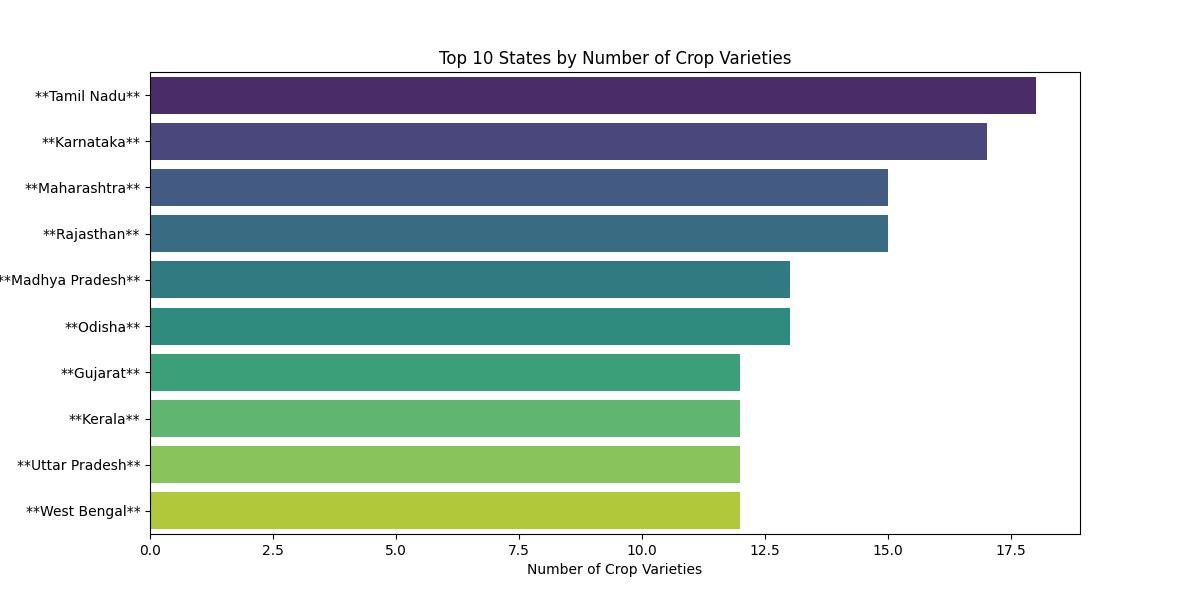 Top 10 States by Number of Crop Varieties
**Tamil Nadu**
**Karnataka**
**Maharashtra**
**Rajasthan**
**Madhya Pradesh**
**Odisha**
**Gujarat**
**Kerala**
**Uttar Pradesh**
**West Bengal**
0.0 2.5 5.0 7.5 10.0 12.5 15.0 17.5
Number of Crop Varieties